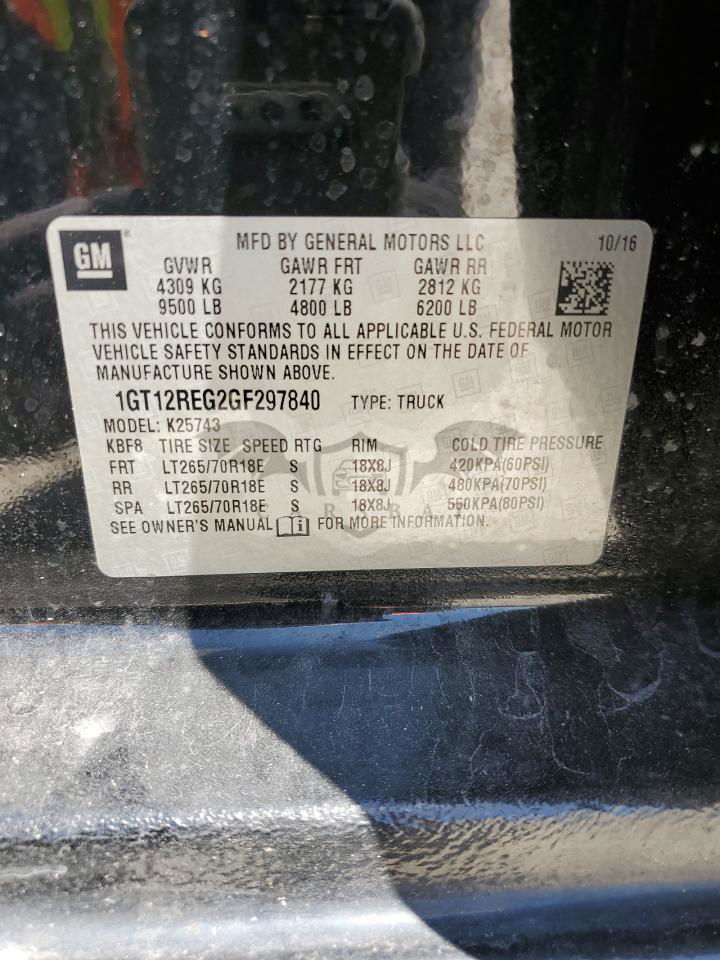 GM® MFD BY GENERAL MOTORS LLC 10/16
GVWR GAWR FRT GAWR RR
4309 KG 2177 KG 2812 KG
9500 LB 4800 LB 6200 LB
THIS VEHICLE CONFORMS TO ALL APPLICABLE U.S. FEDERAL MOTOR
VEHICLE SAFETY STANDARDS IN EFFECT ON THE DATE OF
MANUFACTURE SHOWN ABOVE.
1GT12REG2GF297840 TYPE: TRUCK
MODEL: K25743
KBF8 TIRE SIZE SPEED RTG RIM COLD TIRE PRESSURE
FRT LT265/70R18E S 18X8J 420KPA(60PSI)
RR LT265/70R18E S 18X8J 480KPA(70PSI)
SPA LT265/70R18E S 18X8J 550KPA(80PSI)
SEE OWNER'S MANUAL FOR MORE INFORMATION.